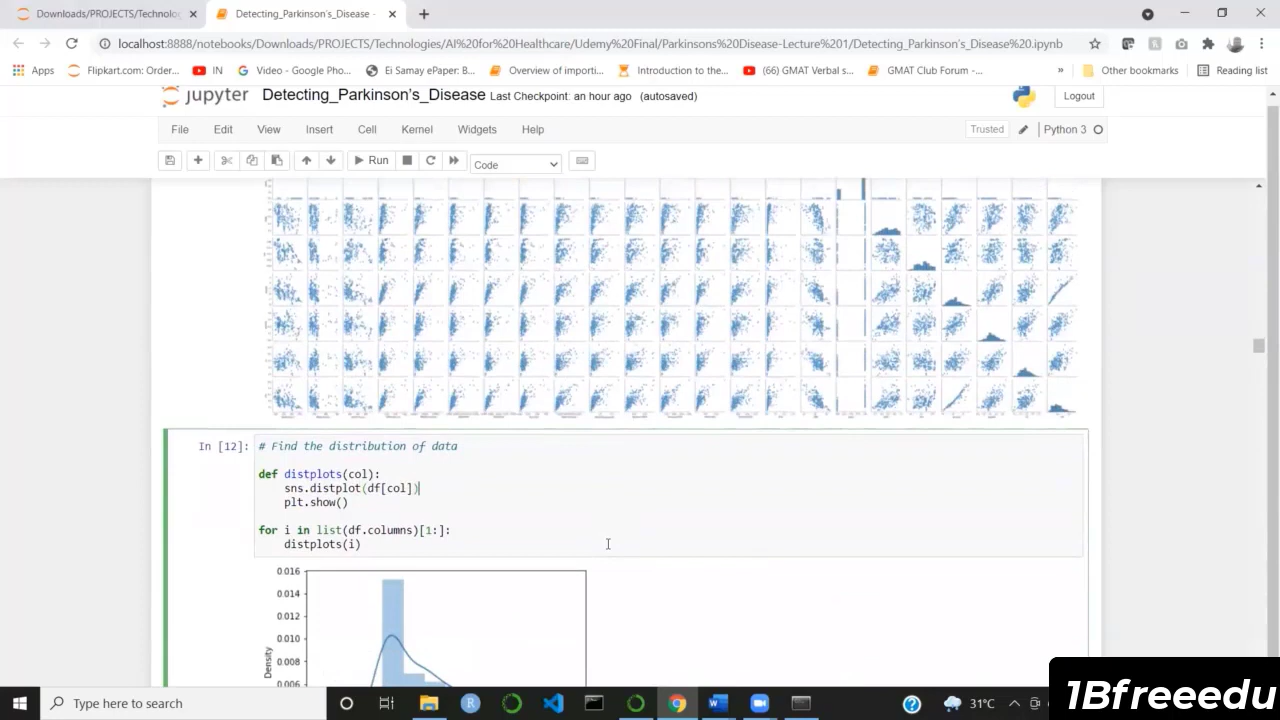 Downloads/PROJECTS/Technolog
Detecting_Parkinson's_Disease -
localhost:8888/notebooks/Downloads/PROJECTS/Technologies/AI%20for%20Healthcare/Udemy%20Final/Parkinsons%20Disease-Lecture%201/Detecting_Parkinson's_Disease%20.ipynb
Apps
Flipkart.com: Order...
IN
Video - Google Pho...
Ei Samay ePaper: B...
Overview of importi...
Introduction to the...
(66) GMAT Verbal s...
GMAT Club Forum -...
»
Other bookmarks
Reading list
jupyter Detecting_Parkinson's_Disease Last Checkpoint: an hour ago (autosaved)
Logout
File Edit View Insert Cell Kernel Widgets Help
Trusted
Python 3
Run
Code
In [12]: # Find the distribution of data
def distplots(col):
sns.distplot(df[col])
plt.show()
for i in list(df.columns)[1:]:
distplots(i)
0.016
0.014
0.012
0.010
0.008
0.006
Density
Type here to search
31°C
1Bfreeedu